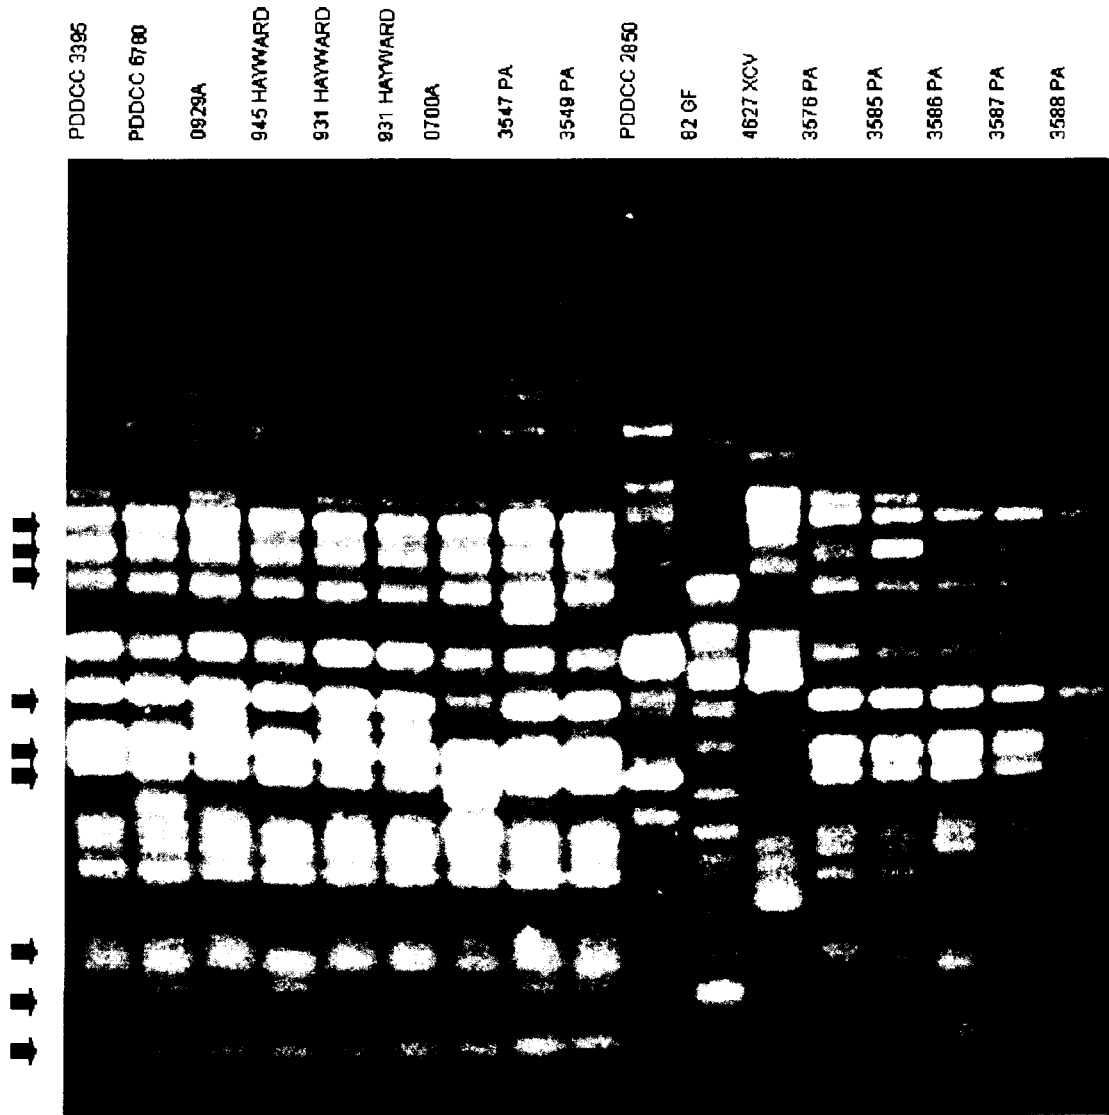 PDDCC 3395
PDDCC 6780
0929A
945 HAYWARD
931 HAYWARD
931 HAYWARD
0700A
3547 PA
3549 PA
PDDCC 2850
82 GF
4627 XCV
3576 PA
3585 PA
3586 PA
3587 PA
3588 PA